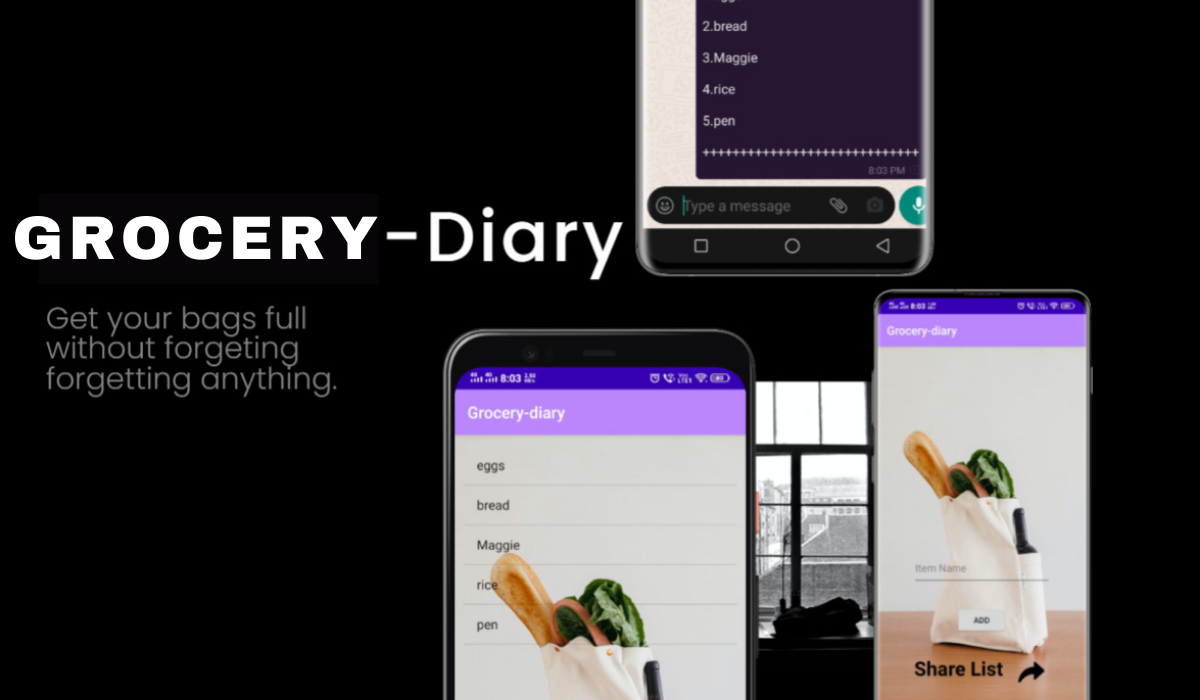 2.bread
3.Maggie
4.rice
5.pen
+++++++++++++++++++++++++++
8:03 PM
Type a message
GROCERY-Diary
Get your bags full
without forgeting
forgetting anything.
8:03
Grocery-diary
eggs
bread
Maggie
rice
pen
8:03
Grocery-diary
Item Name
ADD
Share List